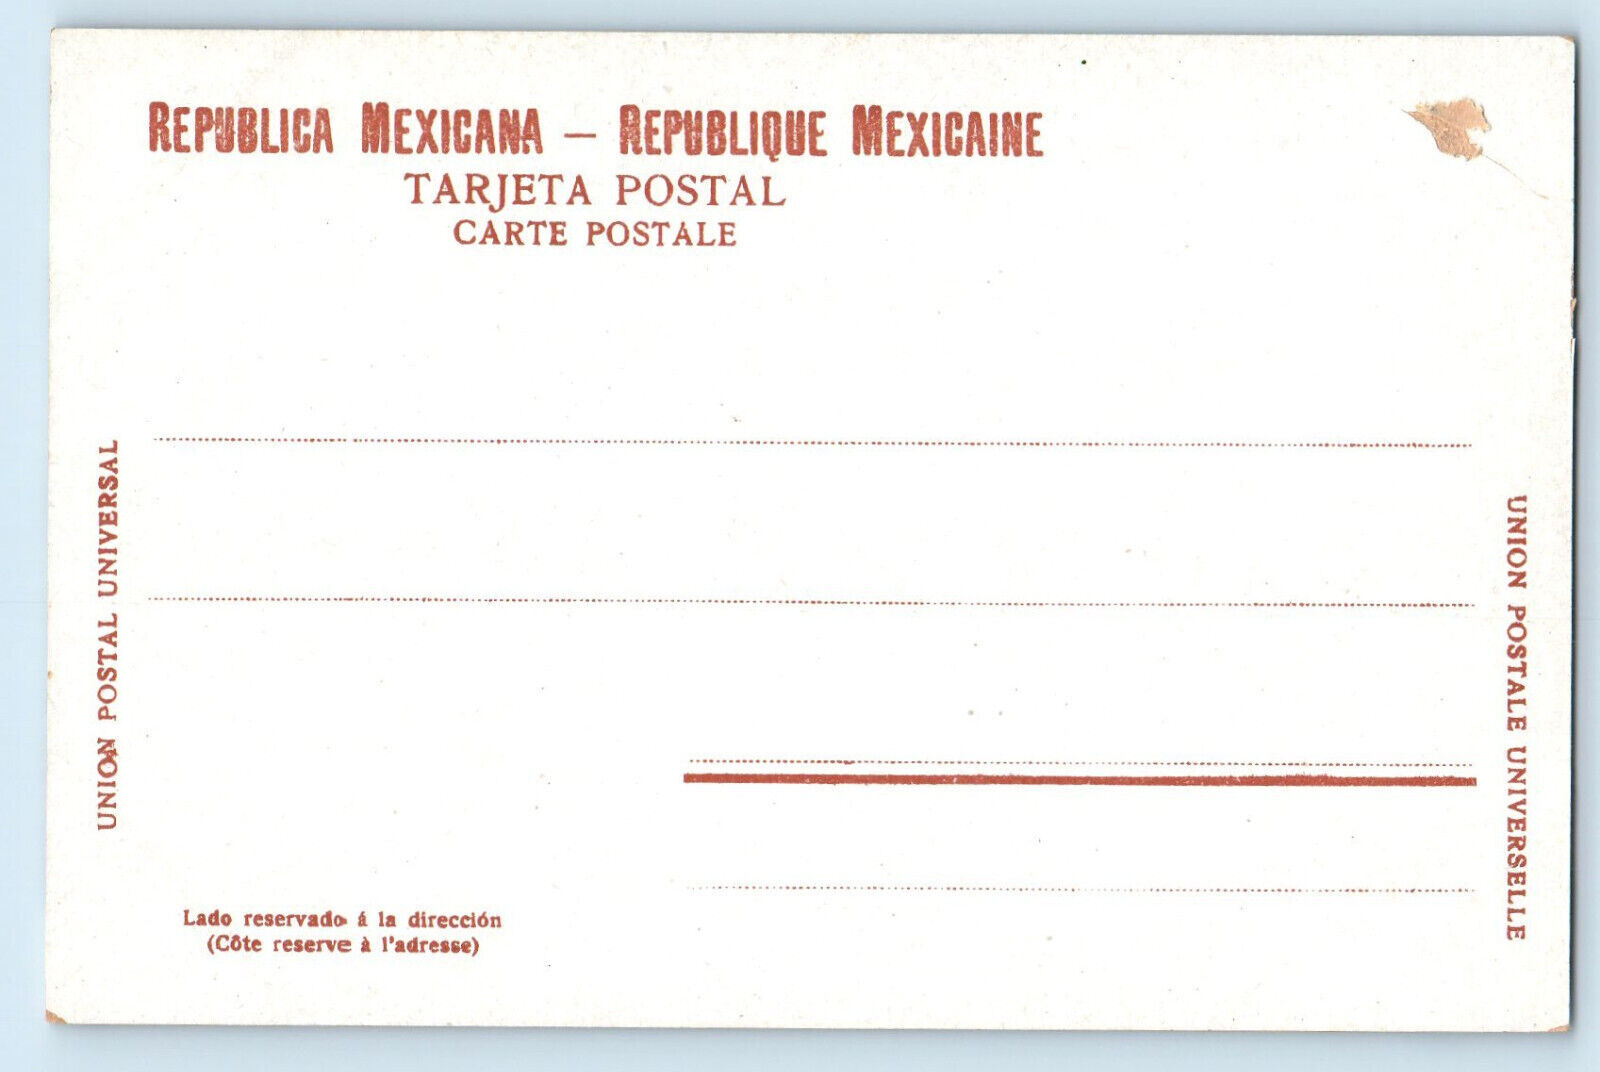 REPUBLICA MEXICANA — REPUBLIQUE MEXICAINE
TARJETA POSTAL
CARTE POSTALE
UNION POSTAL UNIVERSAL
UNION POSTALE UNIVERSELLE
Lado reservado á la dirección
(Côte reserve à l'adresse)